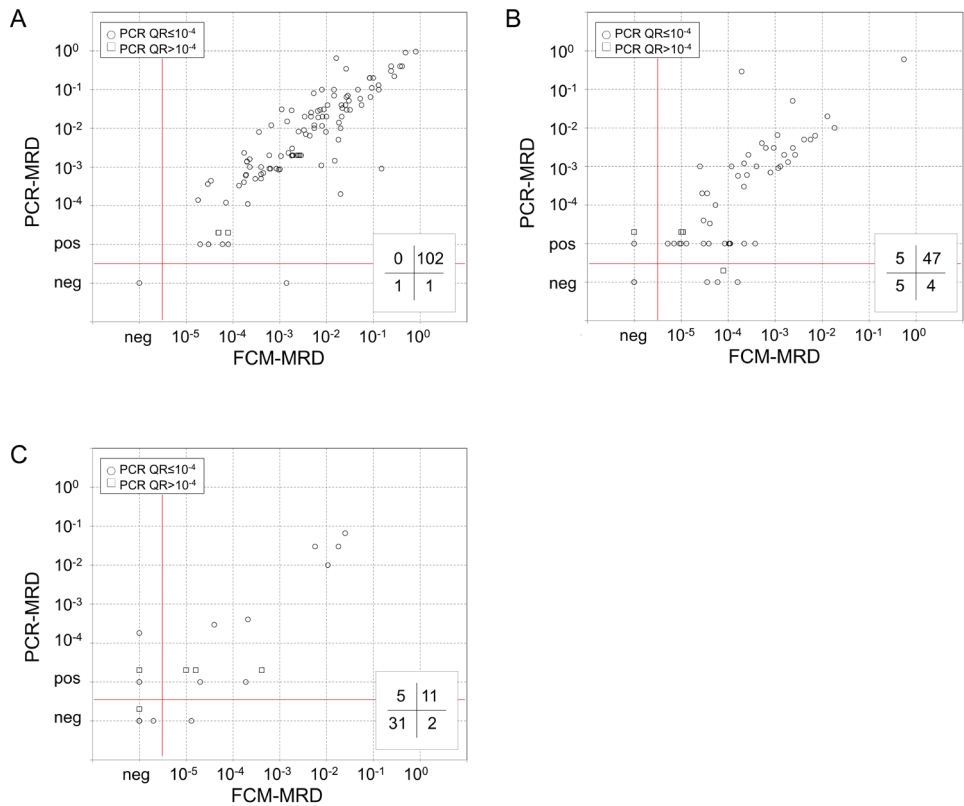 A
PCR QR≤10⁻⁴
PCR QR>10⁻⁴
10⁰
10⁻¹
10⁻²
10⁻³
10⁻⁴
pos
neg
PCR-MRD
0 102
1 1
neg 10⁻⁵ 10⁻⁴ 10⁻³ 10⁻² 10⁻¹ 10⁰
FCM-MRD
B
PCR QR≤10⁻⁴
PCR QR>10⁻⁴
10⁰
10⁻¹
10⁻²
10⁻³
10⁻⁴
pos
neg
PCR-MRD
5 47
5 4
neg 10⁻⁵ 10⁻⁴ 10⁻³ 10⁻² 10⁻¹ 10⁰
FCM-MRD
C
PCR QR≤10⁻⁴
PCR QR>10⁻⁴
10⁰
10⁻¹
10⁻²
10⁻³
10⁻⁴
pos
neg
PCR-MRD
5 11
31 2
neg 10⁻⁵ 10⁻⁴ 10⁻³ 10⁻² 10⁻¹ 10⁰
FCM-MRD